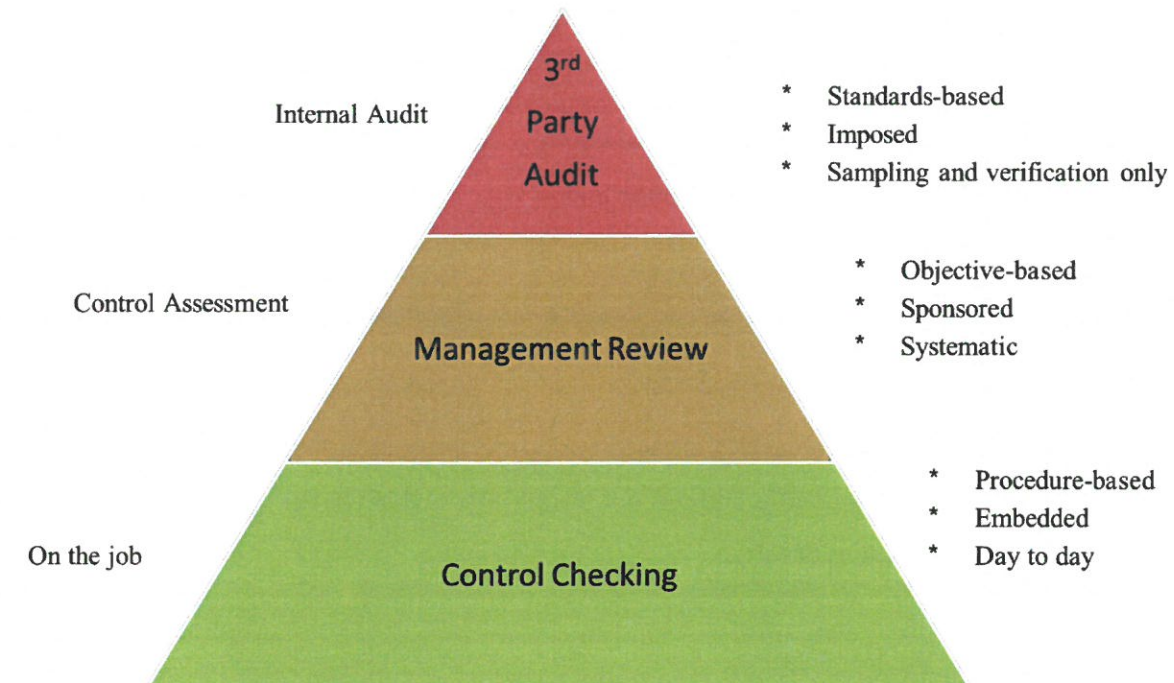 3rd
Party
Audit
Internal Audit
* Standards-based
* Imposed
* Sampling and verification only
Management Review
Control Assessment
* Objective-based
* Sponsored
* Systematic
Control Checking
On the job
* Procedure-based
* Embedded
* Day to day